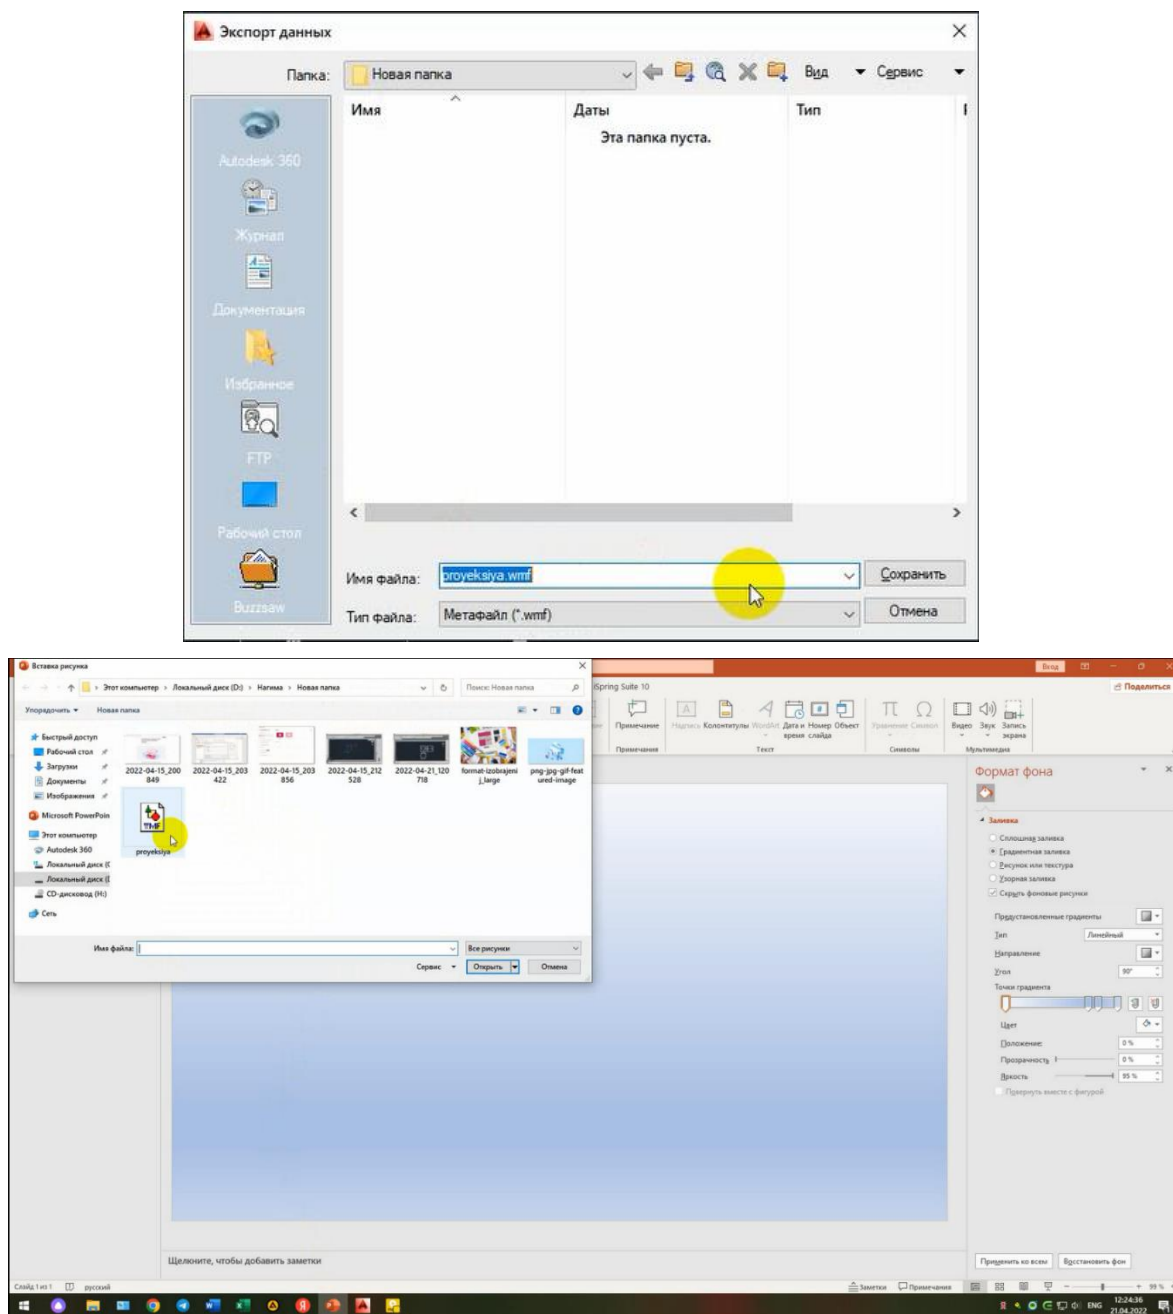 Экспорт данных
Папка:
Новая папка
Вид
Сервис
Имя
Даты
Тип
Эта папка пуста.
Autodesk 360
Журнал
Документация
Избранное
FTP
Рабочий стол
Buzzsaw
Имя файла:
proyeksiya.wmf
Сохранить
Тип файла:
Метафайл (*.wmf)
Отмена
Вставка рисунка
Этот компьютер › Локальный диск (D:) › Нагима › Новая папка
Поиск: Новая папка
Упорядочить
Новая папка
Быстрый доступ
Рабочий стол
Загрузки
Документы
Изображения
Microsoft PowerPoin
Этот компьютер
Autodesk 360
Локальный диск (C
Локальный диск (D
CD-дисковод (H:)
Сеть
2022-04-15_200849
2022-04-15_203422
2022-04-15_203856
2022-04-15_212528
2022-04-21_120718
format-izobrajenij_large
png-jpg-gif-featured-image
proyeksiya
Имя файла:
Все рисунки
Сервис
Открыть
Отмена
Вход
iSpring Suite 10
Поделиться
Примечание
Надпись
Колонтитулы
WordArt
Дата и время
Номер слайда
Объект
Уравнение
Символ
Видео
Звук
Запись экрана
Примечания
Текст
Символы
Мультимедиа
Формат фона
Заливка
Сплошная заливка
Градиентная заливка
Рисунок или текстура
Узорная заливка
Скрыть фоновые рисунки
Предустановленные градиенты
Тип
Линейный
Направление
Угол
90°
Точки градиента
Цвет
Положение:
0 %
Прозрачность
0 %
Яркость
95 %
Повернуть вместе с фигурой
Щелкните, чтобы добавить заметки
Применить ко всем
Восстановить фон
Слайд 1 из 1
русский
Заметки
Примечания
99 %
ENG
12:24:36
21.04.2022